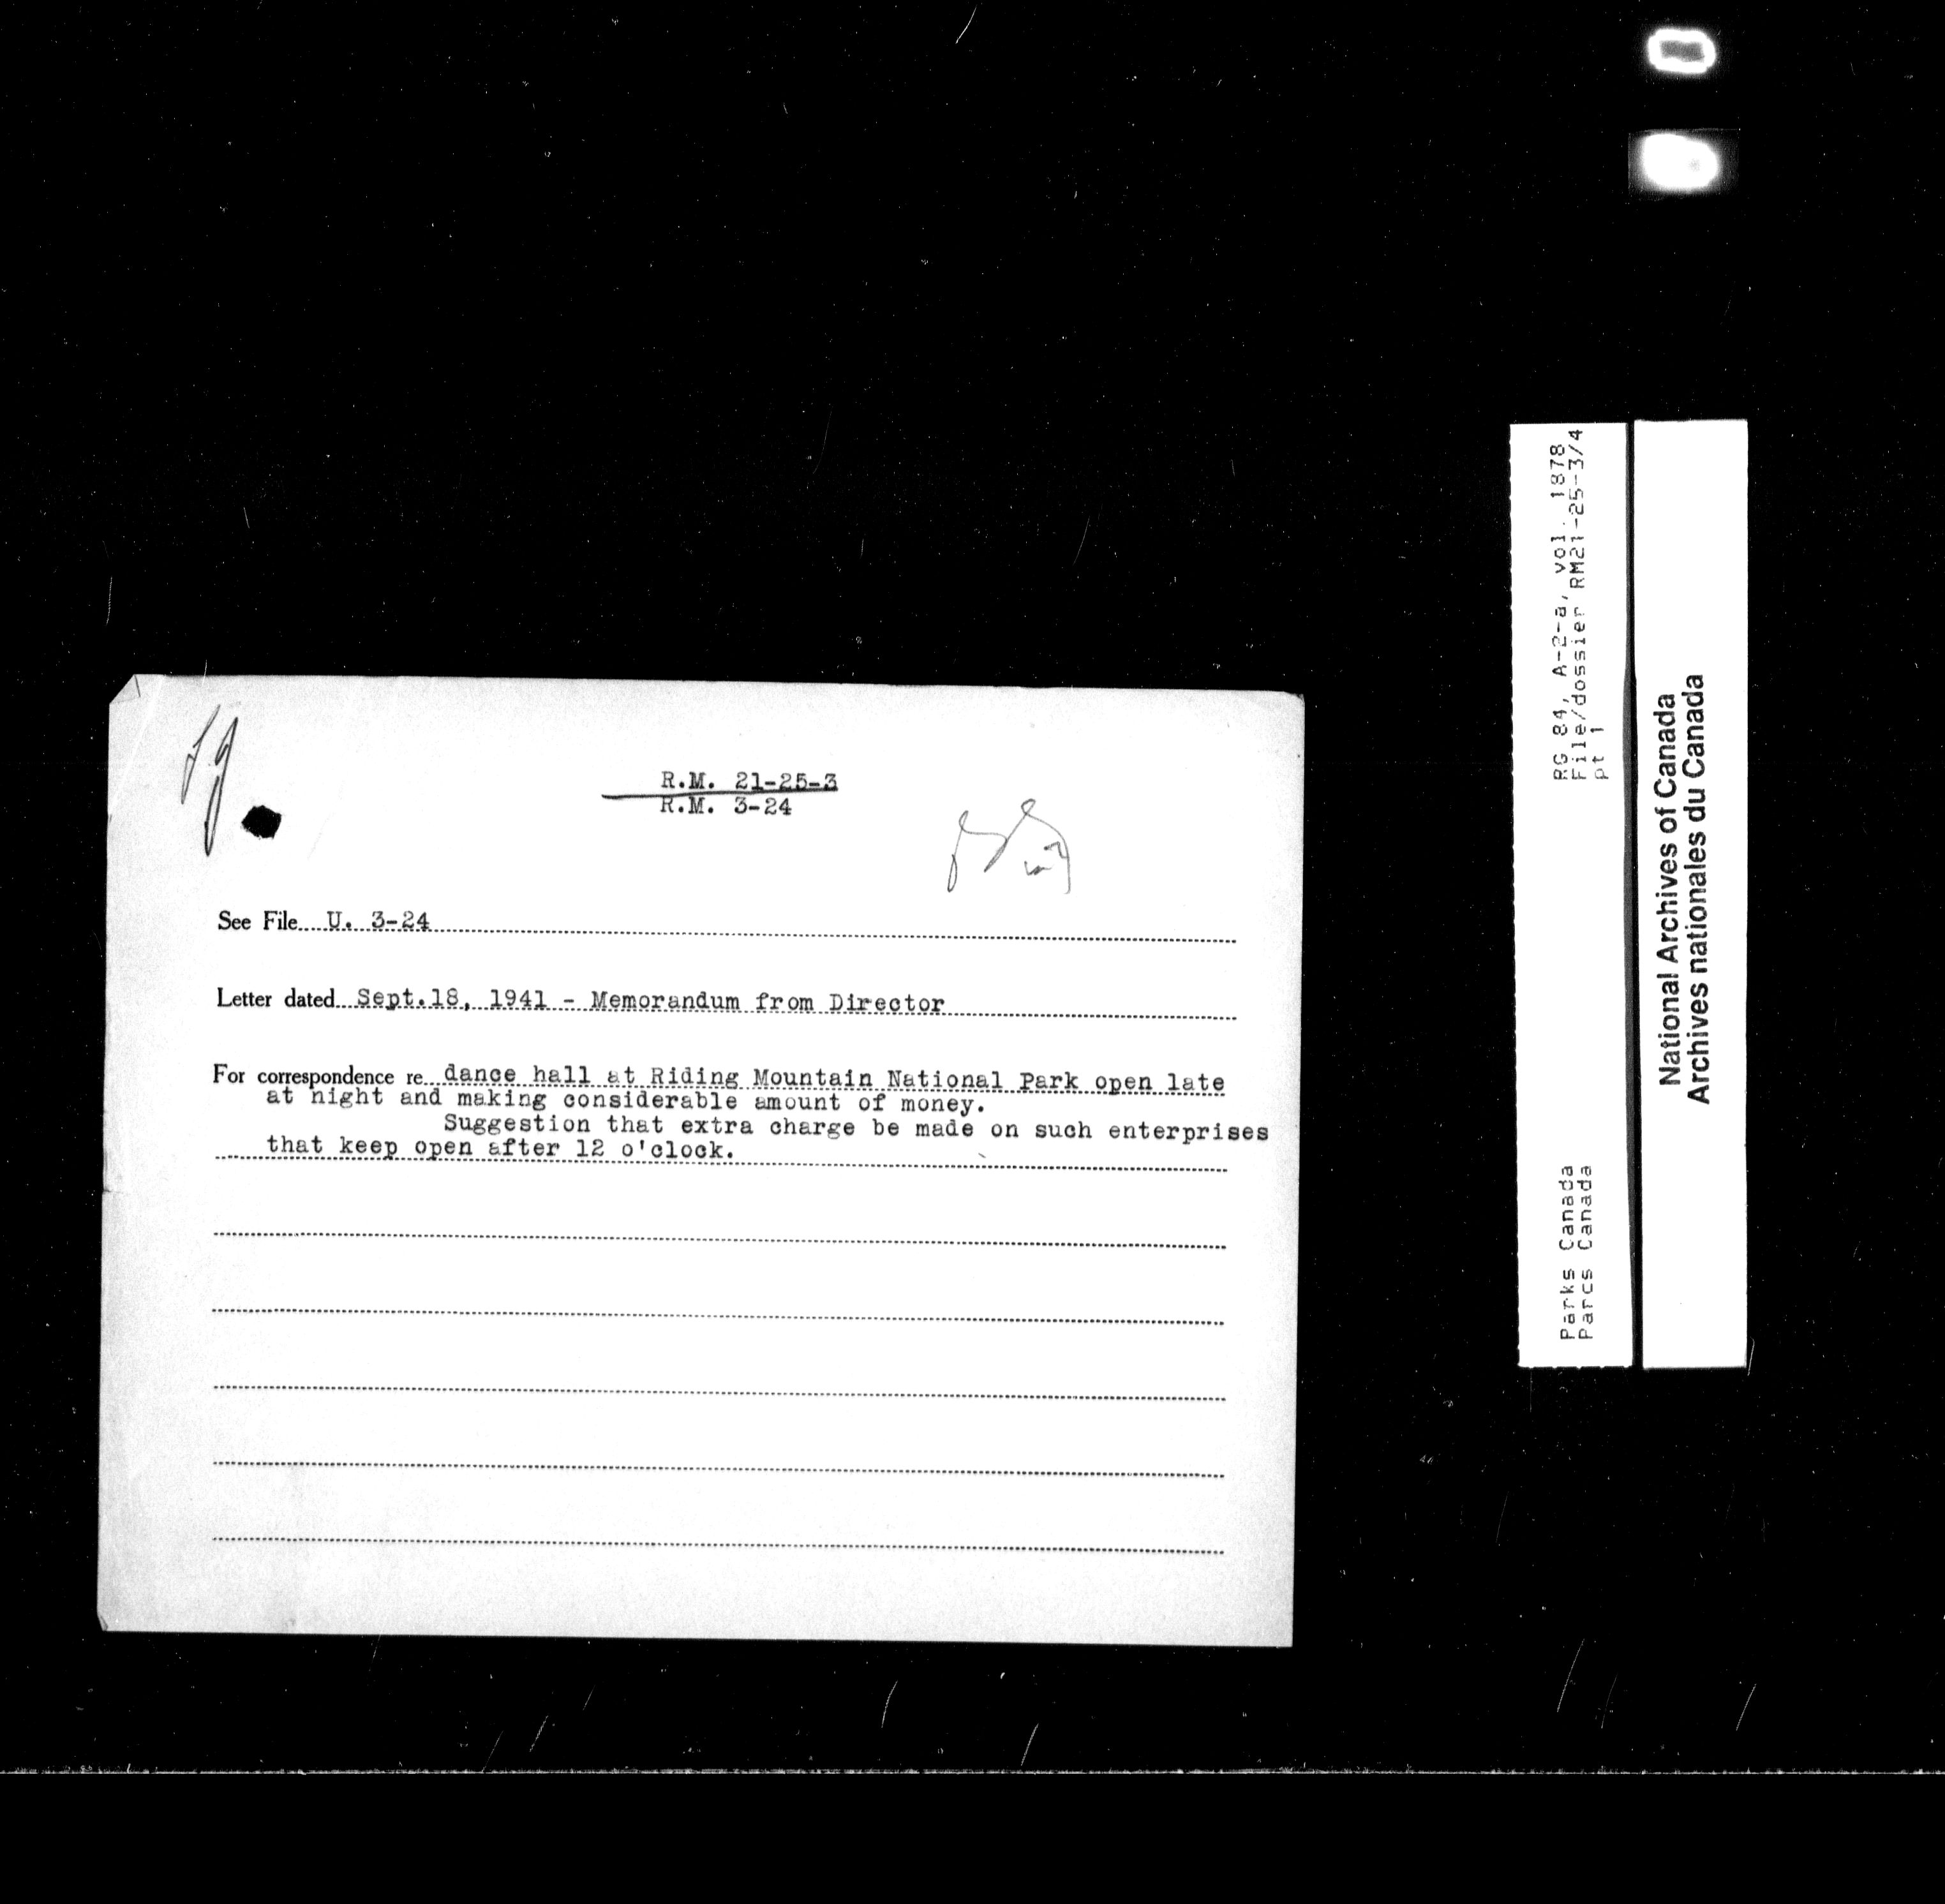 R.M. 21-25-3
R.M. 3-24
See File U. 3-24
Letter dated Sept.18, 1941 - Memorandum from Director
For correspondence re dance hall at Riding Mountain National Park open late
at night and making considerable amount of money.
Suggestion that extra charge be made on such enterprises
that keep open after 12 o'clock.
RG 84, A-2-a, vol. 1878
File/dossier RM21-25-3/4
pt 1
Parks Canada
Parcs Canada
National Archives of Canada
Archives nationales du Canada